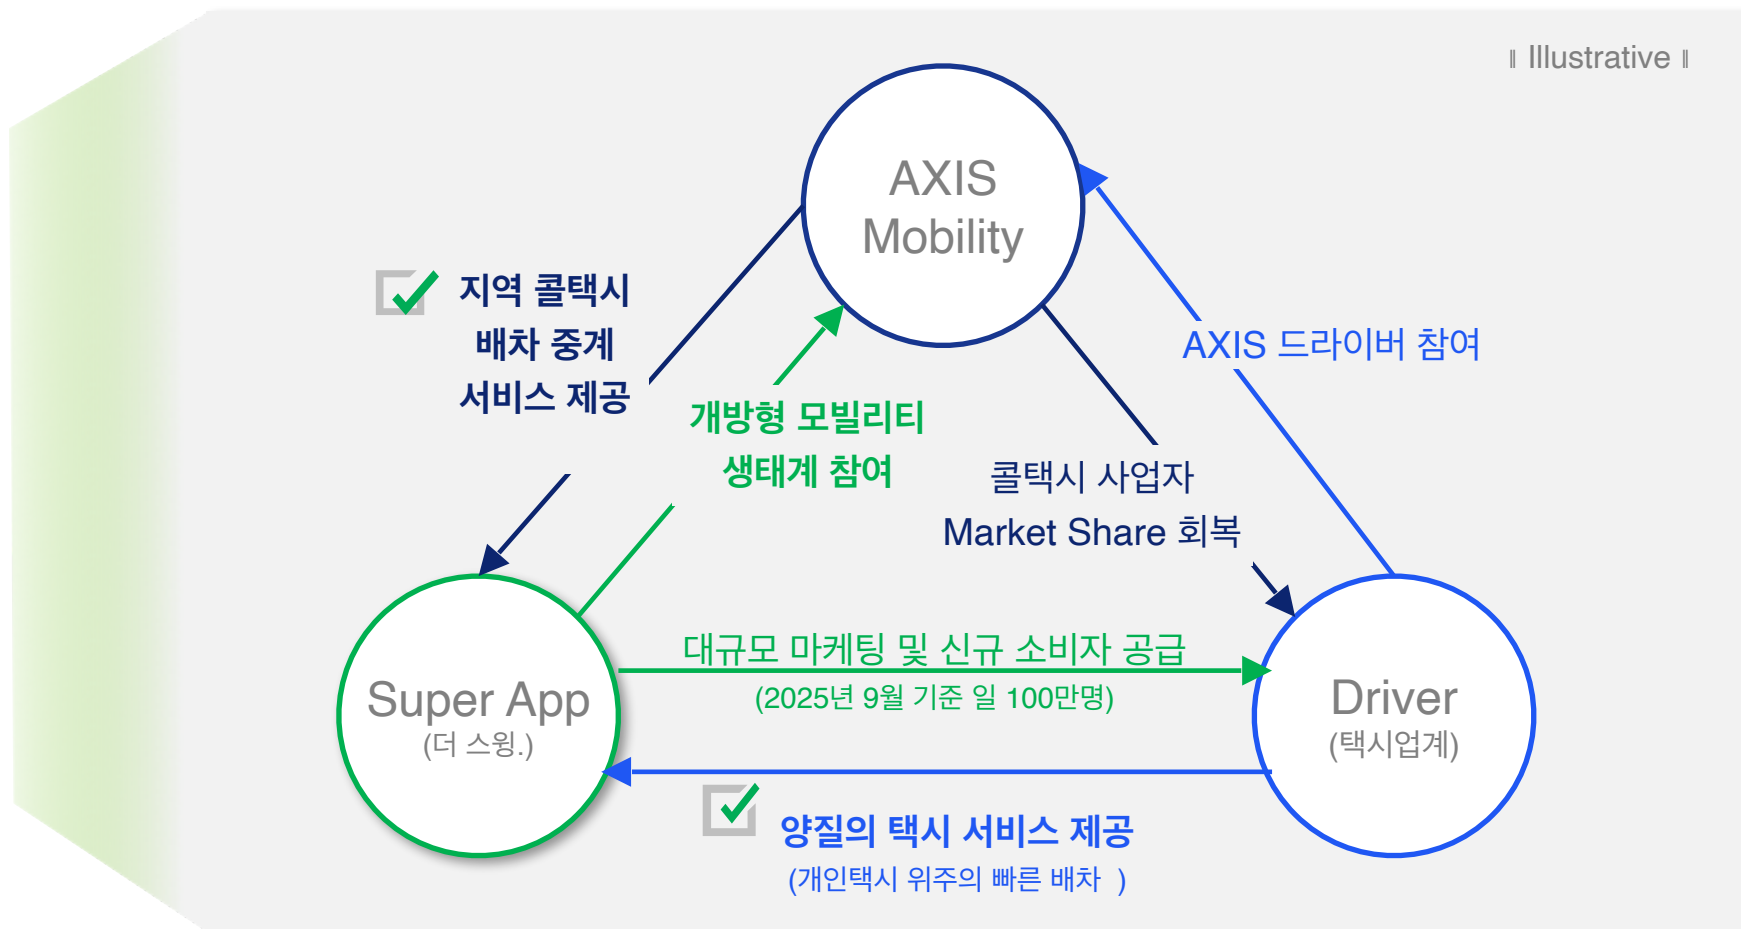 ‖ Illustrative ‖
AXIS
Mobility
지역 콜택시
배차 중계
서비스 제공
AXIS 드라이버 참여
개방형 모빌리티
생태계 참여
콜택시 사업자
Market Share 회복
대규모 마케팅 및 신규 소비자 공급
(2025년 9월 기준 일 100만명)
Super App
(더 스윙.)
Driver
(택시업계)
양질의 택시 서비스 제공
(개인택시 위주의 빠른 배차 )